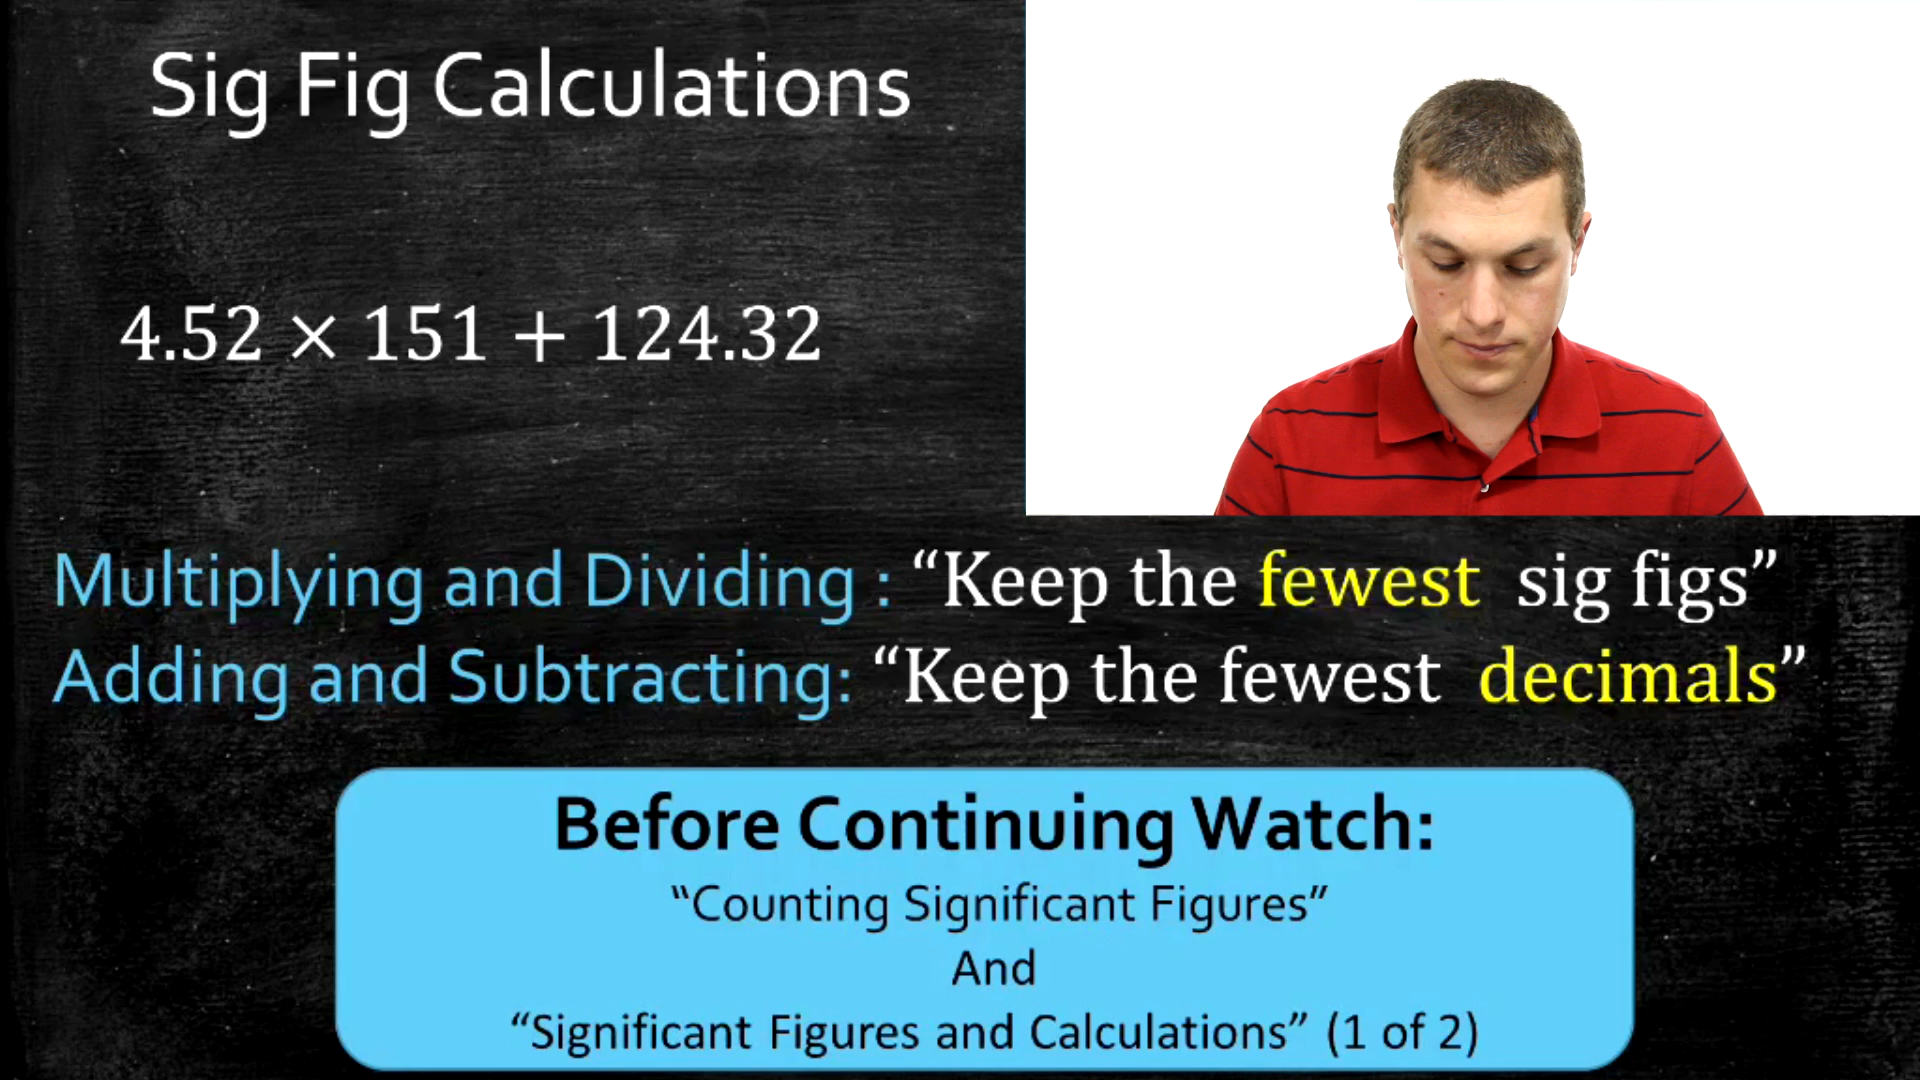 Sig Fig Calculations
4.52 × 151 + 124.32
Multiplying and Dividing : “Keep the fewest sig figs”
Adding and Subtracting: “Keep the fewest decimals”
Before Continuing Watch:
“Counting Significant Figures”
And
“Significant Figures and Calculations” (1 of 2)